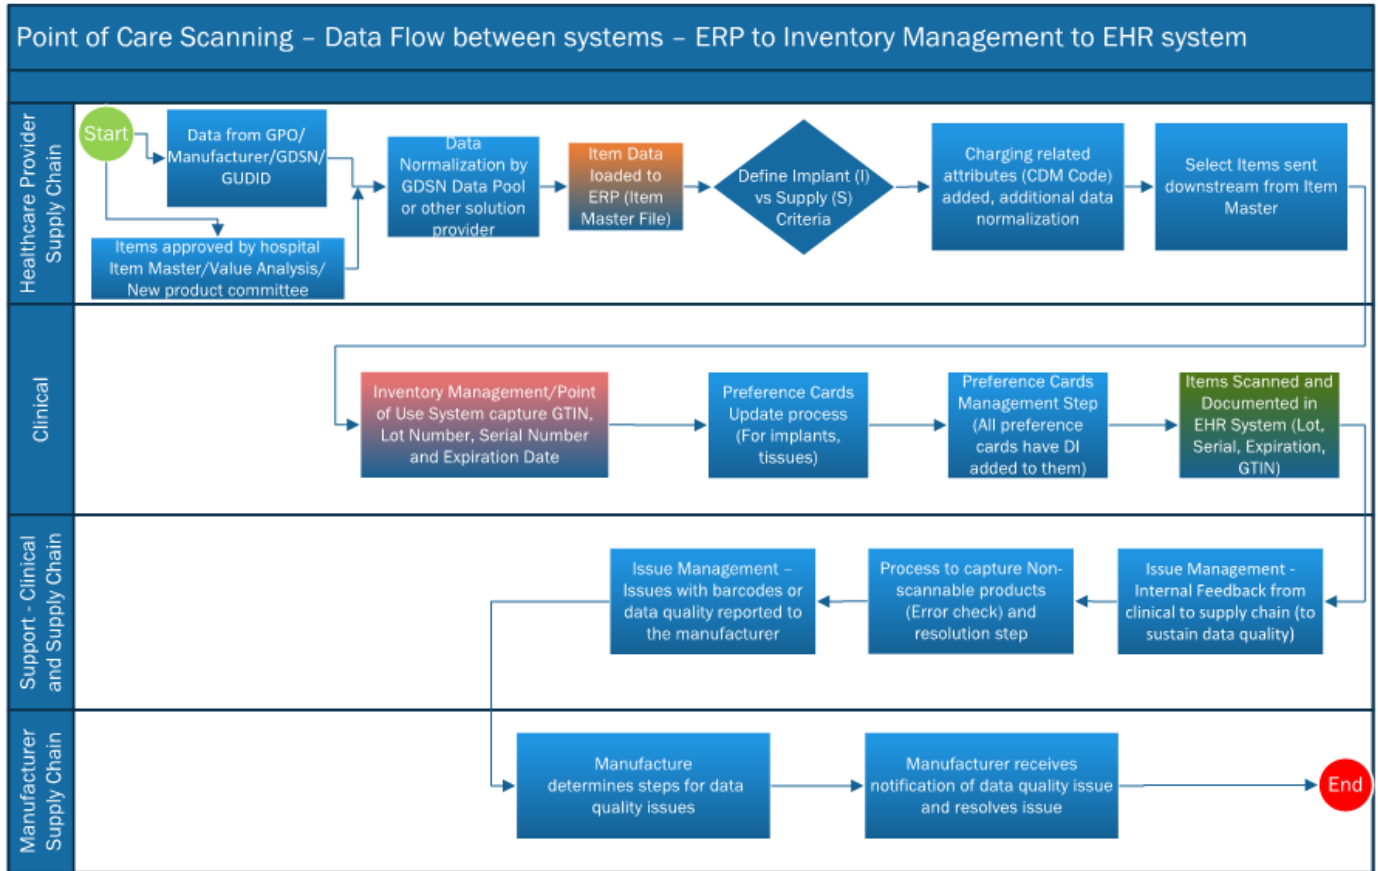 Point of Care Scanning – Data Flow between systems – ERP to Inventory Management to EHR system
Healthcare Provider
Supply Chain
Start
Data from GPO/
Manufacturer/GDSN/
GUDID
Items approved by hospital
Item Master/Value Analysis/
New product committee
Data
Normalization by
GDSN Data Pool
or other solution
provider
Item Data
loaded to
ERP (Item
Master File)
Define Implant (I)
vs Supply (S)
Criteria
Charging related
attributes (CDM Code)
added, additional data
normalization
Select Items sent
downstream from Item
Master
Clinical
Inventory Management/Point
of Use System capture GTIN,
Lot Number, Serial Number
and Expiration Date
Preference Cards
Update process
(For implants,
tissues)
Preference Cards
Management Step
(All preference
cards have DI
added to them)
Items Scanned and
Documented in
EHR System (Lot,
Serial, Expiration,
GTIN)
Support - Clinical
and Supply Chain
Issue Management –
Issues with barcodes or
data quality reported to
the manufacturer
Process to capture Non-
scannable products
(Error check) and
resolution step
Issue Management -
Internal Feedback from
clinical to supply chain (to
sustain data quality)
Manufacturer
Supply Chain
Manufacture
determines steps for data
quality issues
Manufacturer receives
notification of data quality issue
and resolves issue
End